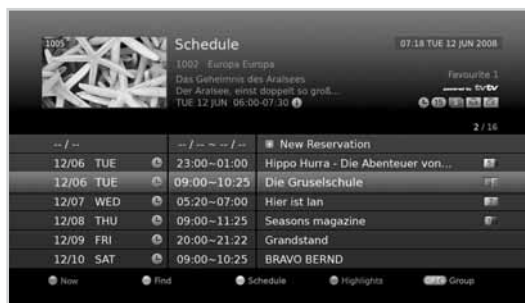 1005
Schedule
07:18 TUE 12 JUN 2008
1002 Europa Europa
Das Geheimnis des Aralsees
Favourite 1
Der Aralsee, einst doppelt so groß...
powered by tvtv
TUE 12 JUN 06:00-07:30
2 / 16
-- / -- -- / -- ~ -- / -- New Reservation
12/06 TUE 23:00~01:00 Hippo Hurra - Die Abenteuer von...
12/06 TUE 09:00~10:25 Die Gruselschule
12/07 WED 05:20~07:00 Hier ist Ian
12/08 THU 09:00~11:25 Seasons magazine
12/09 FRI 20:00~21:22 Grandstand
12/10 SAT 09:00~10:25 BRAVO BERND
Now Find Schedule Highlights Group